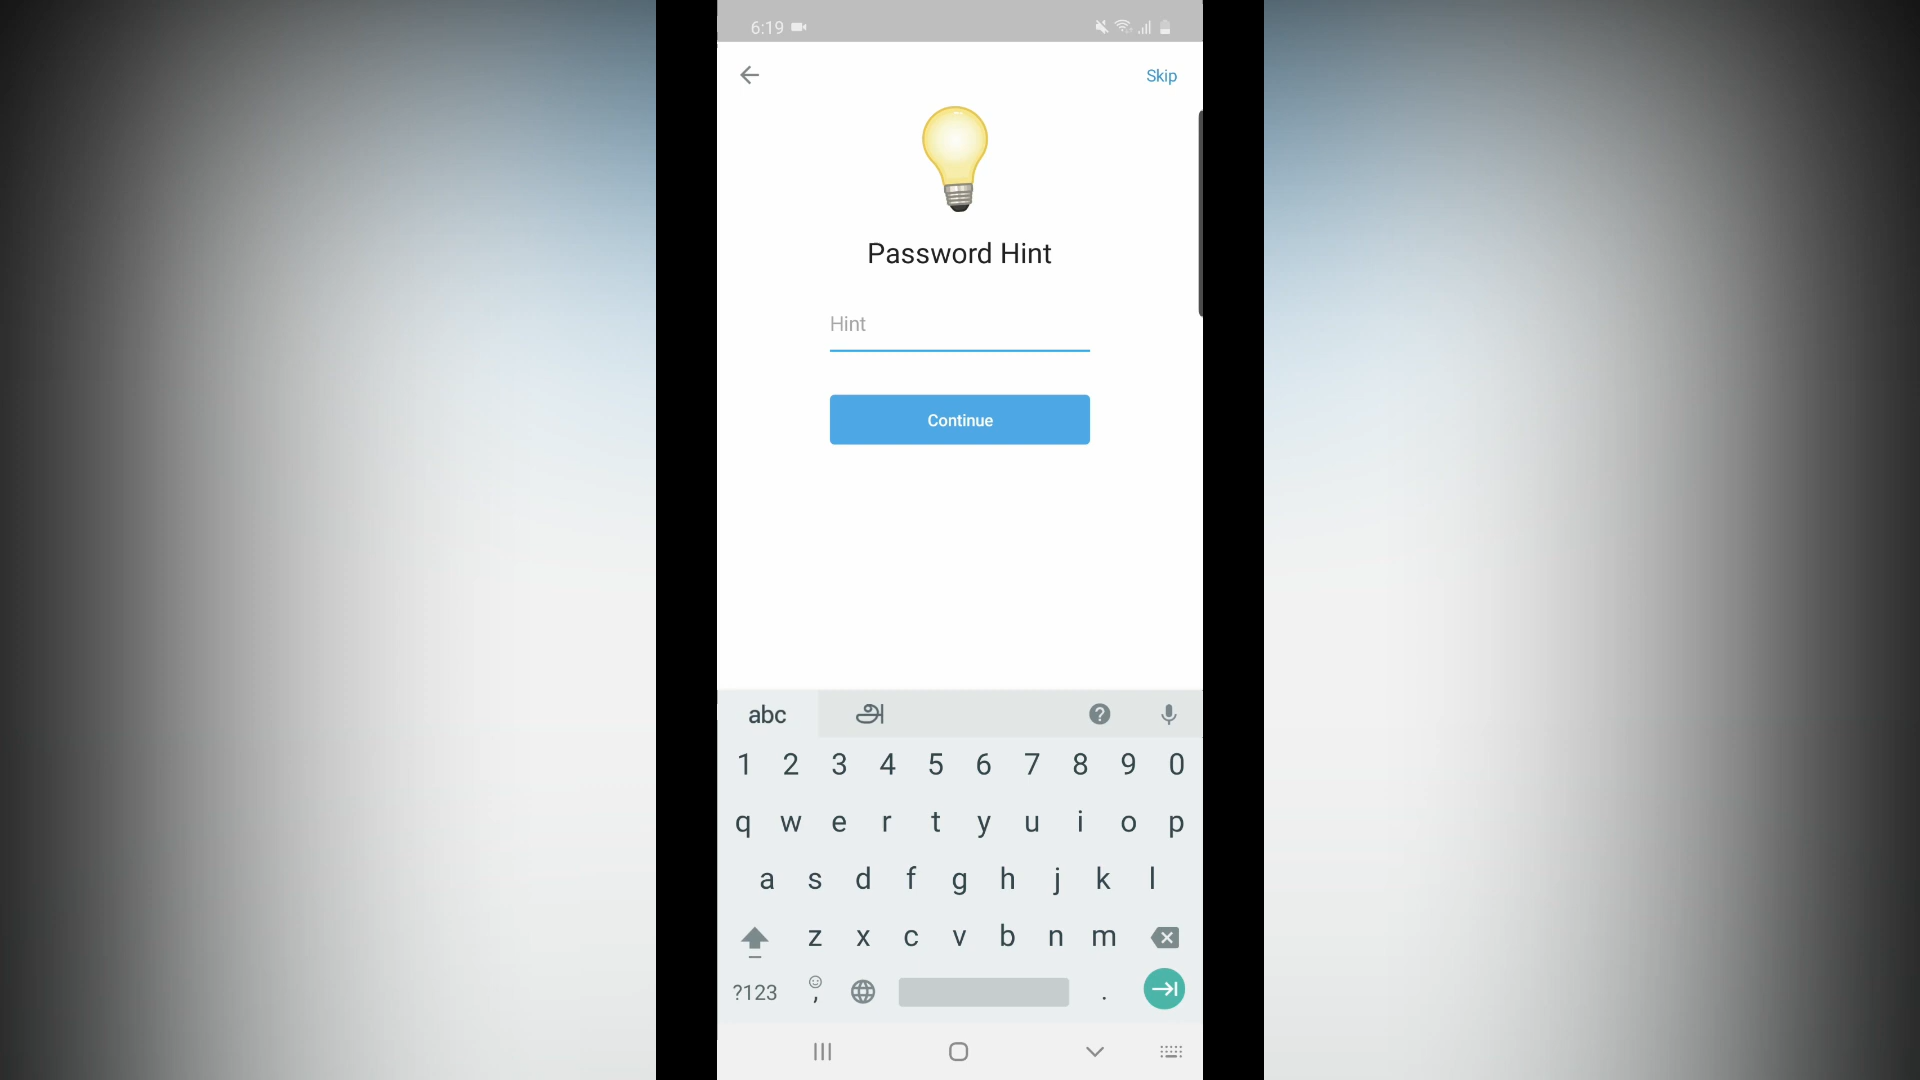 6:19
Skip
Password Hint
Hint
Continue
abc அ
1 2 3 4 5 6 7 8 9 0
q w e r t y u i o p
a s d f g h j k l
z x c v b n m
?123 , .